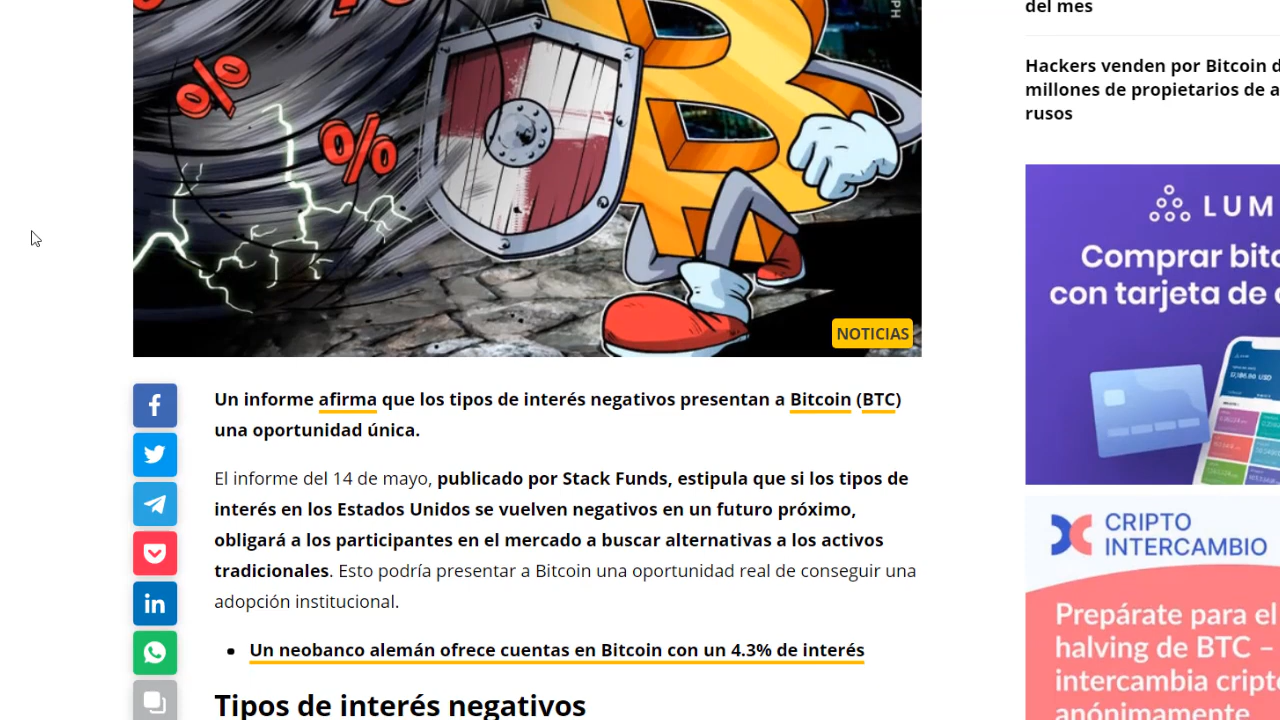 del mes
Hackers venden por Bitcoin d
millones de propietarios de a
rusos
%
%
%
PH
NOTICIAS
Un informe afirma que los tipos de interés negativos presentan a Bitcoin (BTC)
una oportunidad única.
El informe del 14 de mayo, publicado por Stack Funds, estipula que si los tipos de
interés en los Estados Unidos se vuelven negativos en un futuro próximo,
obligará a los participantes en el mercado a buscar alternativas a los activos
tradicionales. Esto podría presentar a Bitcoin una oportunidad real de conseguir una
adopción institucional.
Un neobanco alemán ofrece cuentas en Bitcoin con un 4.3% de interés
Tipos de interés negativos
LUM
Comprar bitc
con tarjeta de
CRIPTO
INTERCAMBIO
Prepárate para el
halving de BTC –
intercambia cripto
anónimamente